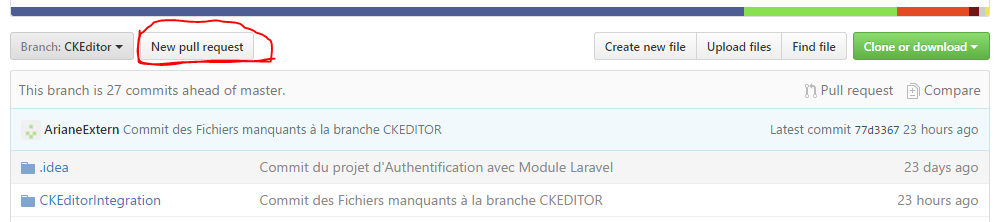 Branch: CKEditor New pull request Create new file Upload files Find file Clone or download
This branch is 27 commits ahead of master. Pull request Compare
ArianeExtern Commit des Fichiers manquants à la branche CKEDITOR Latest commit 77d3367 23 hours ago
.idea Commit du projet d'Authentification avec Module Laravel 23 days ago
CKEditorIntegration Commit des Fichiers manquants à la branche CKEDITOR 23 hours ago